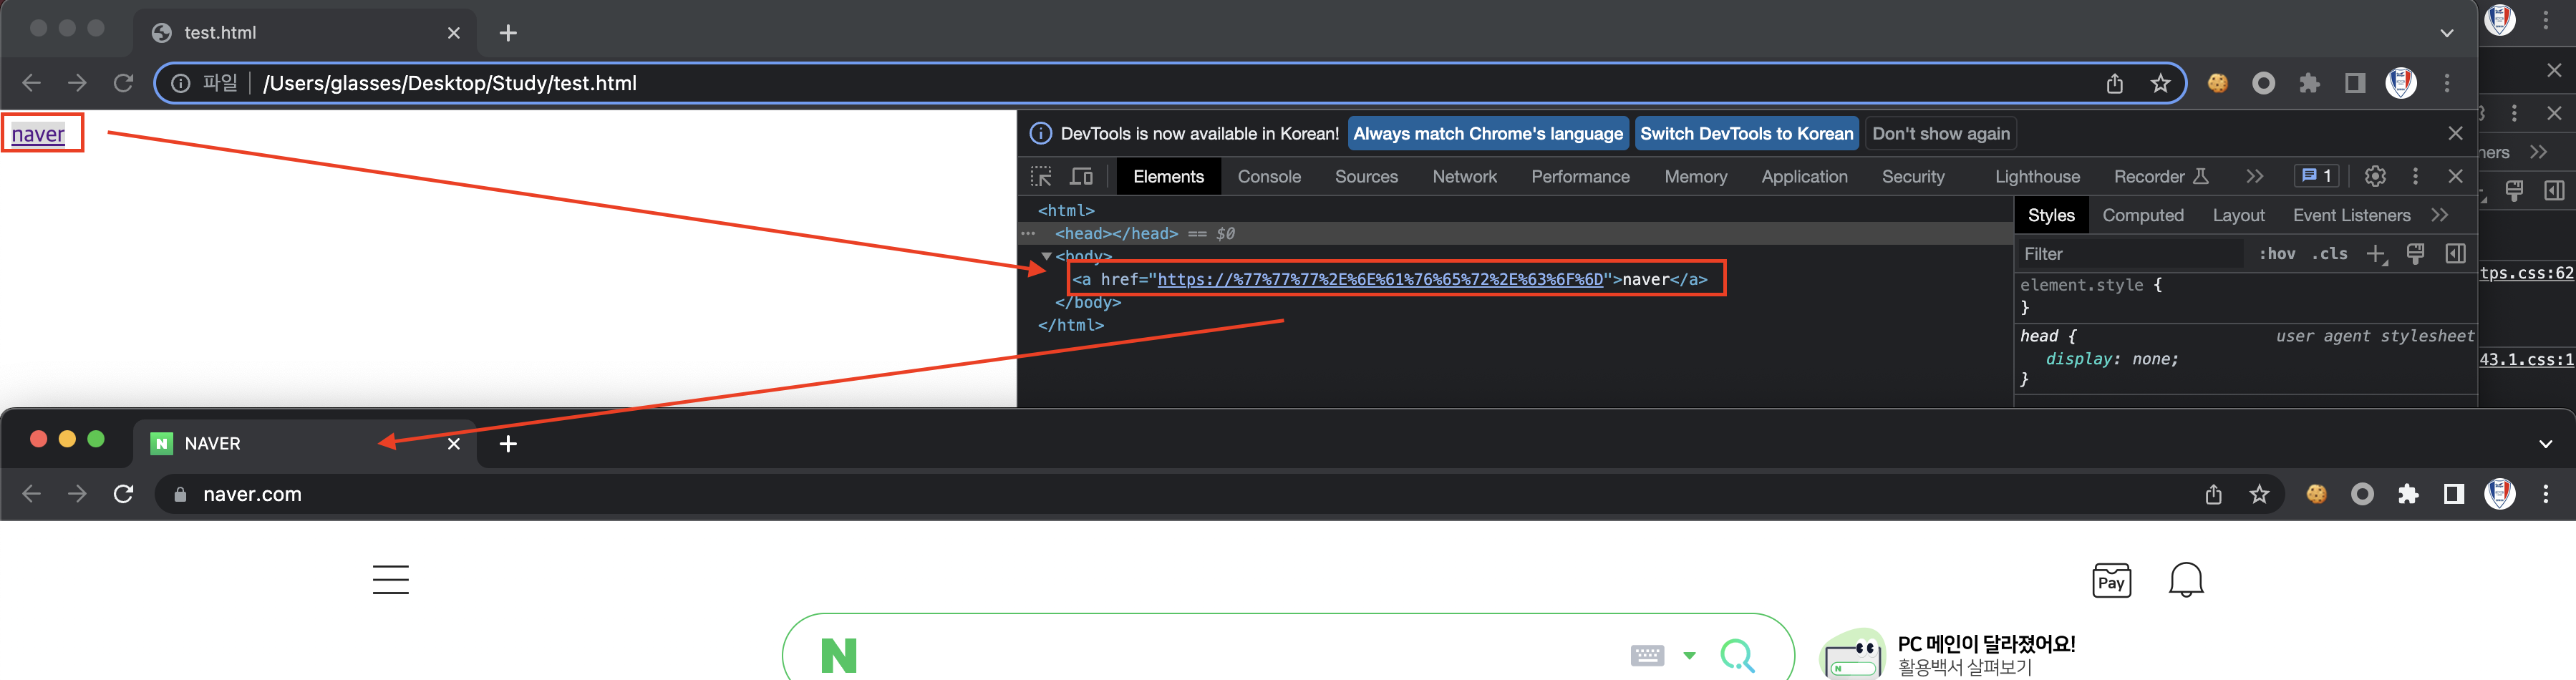 test.html
파일 /Users/glasses/Desktop/Study/test.html
naver
DevTools is now available in Korean! Always match Chrome's language Switch DevTools to Korean Don't show again
Elements Console Sources Network Performance Memory Application Security Lighthouse Recorder 1
<html>
<head></head> == $0
<body>
<a href="https://%77%77%77%2E%6E%61%76%65%72%2E%63%6F%6D">naver</a>
</body>
</html>
Styles Computed Layout Event Listeners
Filter :hov .cls
element.style {
}
head { user agent stylesheet
display: none;
}
ners
tps.css:62
43.1.css:1
NAVER
naver.com
Pay
N
PC 메인이 달라졌어요!
활용백서 살펴보기